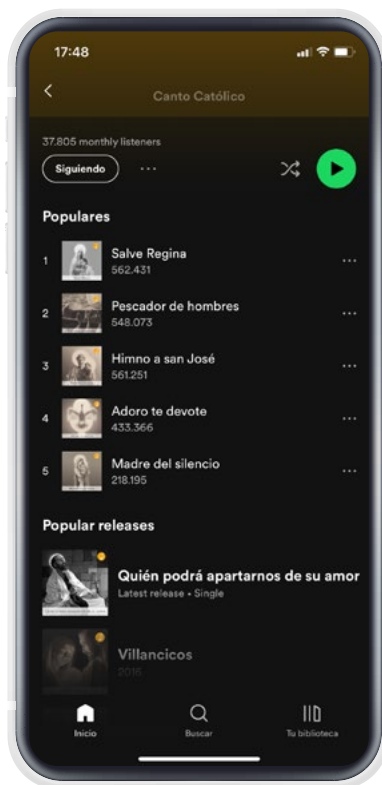 17:48
Canto Católico
37.805 monthly listeners
Siguiendo
Populares
1
Salve Regina
562.431
2
Pescador de hombres
548.073
3
Himno a san José
561.251
4
Adoro te devote
433.366
5
Madre del silencio
218.195
Popular releases
Quién podrá apartarnos de su amor
Latest release • Single
Villancicos
2016
Inicio
Buscar
Tu biblioteca